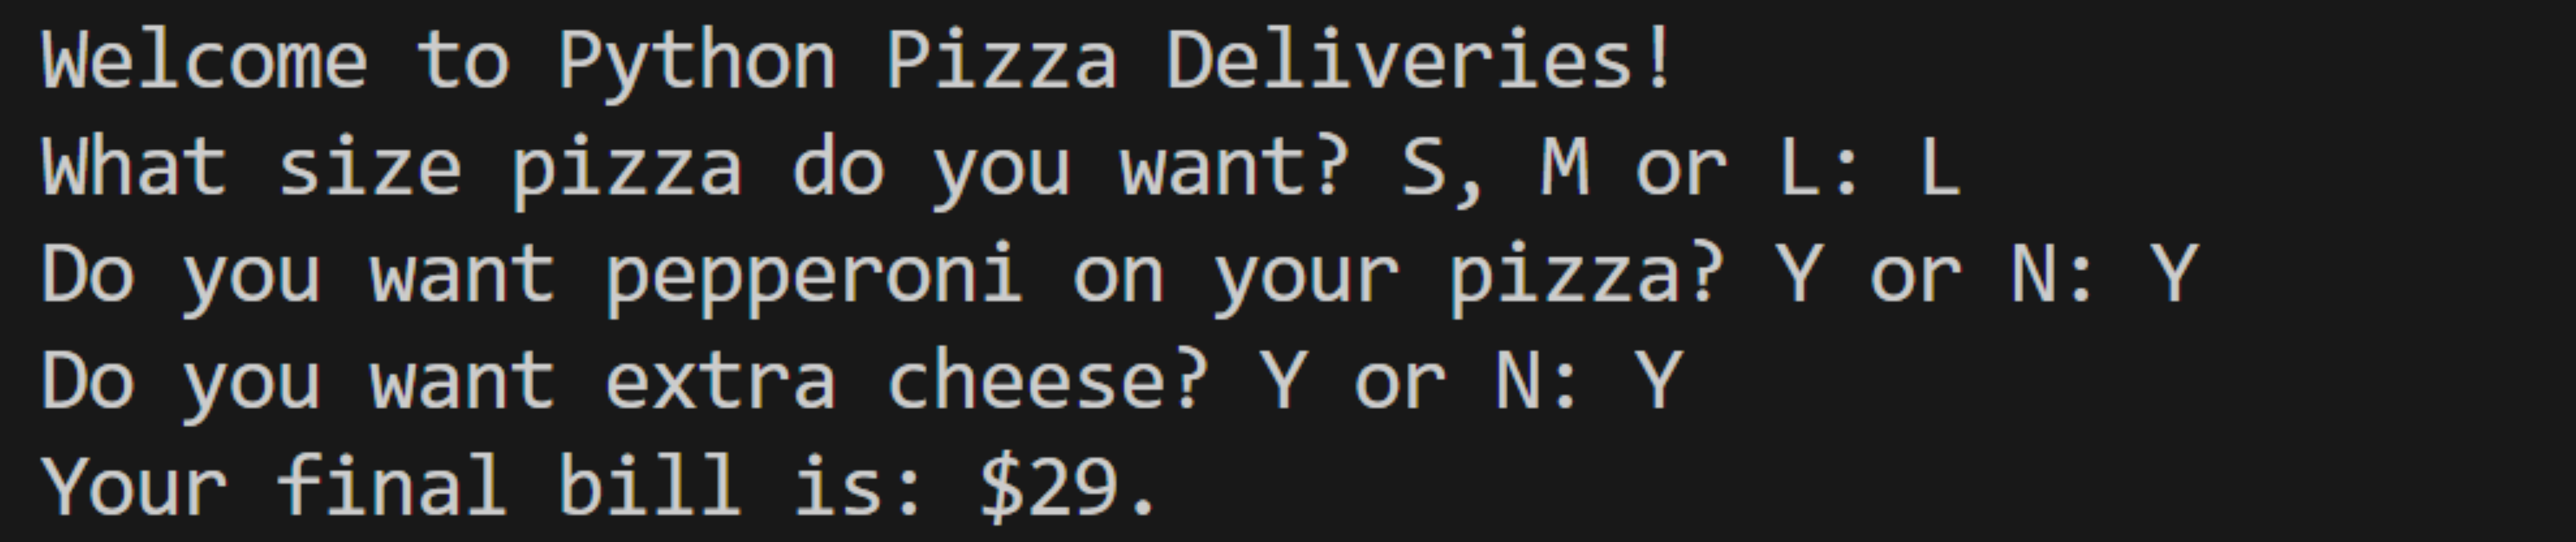 Welcome to Python Pizza Deliveries!
What size pizza do you want? S, M or L: L
Do you want pepperoni on your pizza? Y or N: Y
Do you want extra cheese? Y or N: Y
Your final bill is: $29.